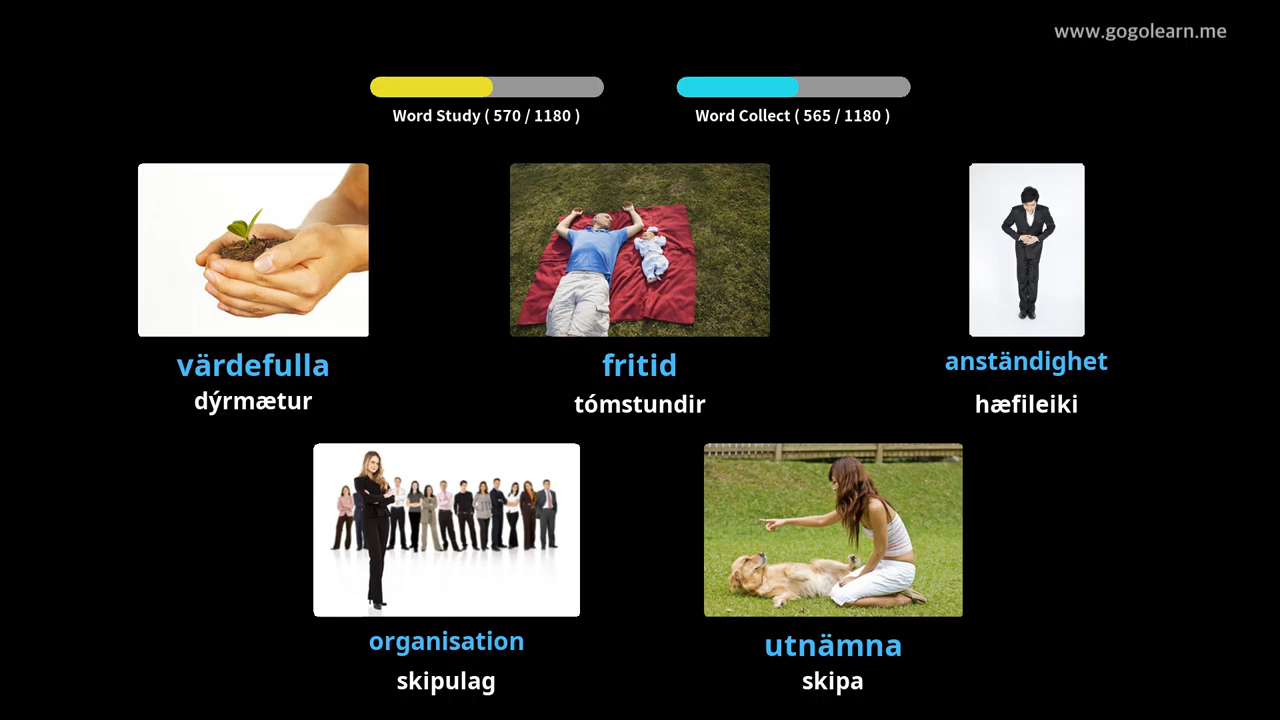 www.gogolearn.me
Word Study ( 570 / 1180 )
Word Collect ( 565 / 1180 )
värdefulla
dýrmætur
fritid
tómstundir
anständighet
hæfileiki
organisation
skipulag
utnämna
skipa